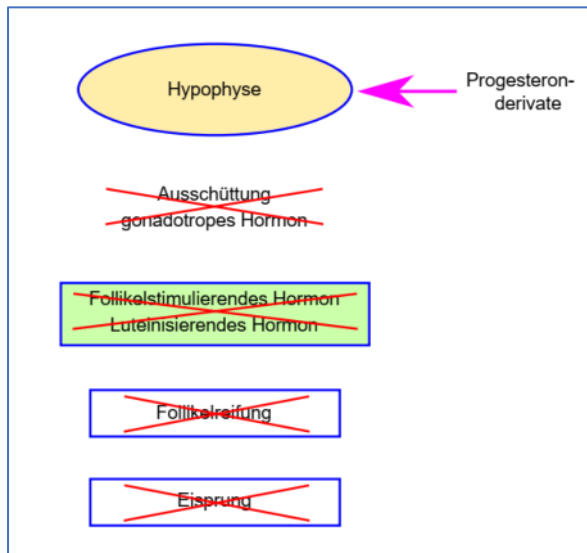 Hypophyse
Progesteron-
derivate
Ausschüttung
gonadotropes Hormon
Follikelstimulierendes Hormon
Luteinisierendes Hormon
Follikelreifung
Eisprung